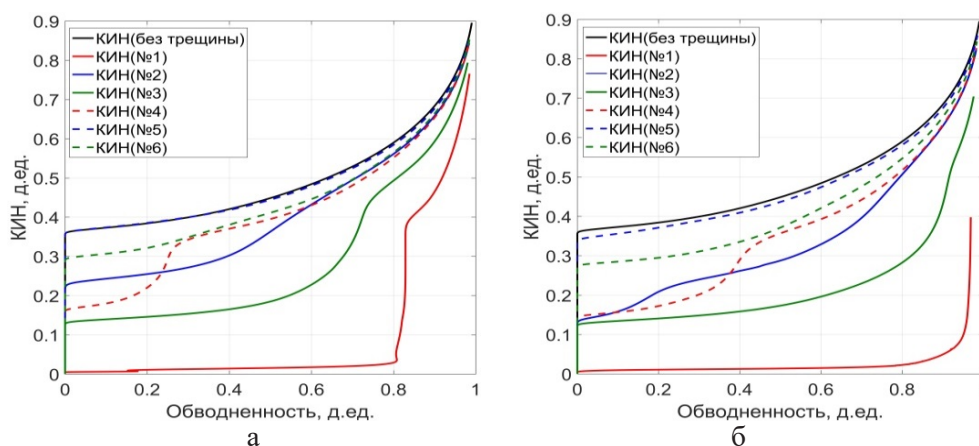 0.9
0.8
0.7
0.6
0.5
0.4
0.3
0.2
0.1
0
КИН, д.ед.
КИН(без трещины)
КИН(№1)
КИН(№2)
КИН(№3)
КИН(№4)
КИН(№5)
КИН(№6)
0 0.2 0.4 0.6 0.8 1
Обводненность, д.ед.
а
0.9
0.8
0.7
0.6
0.5
0.4
0.3
0.2
0.1
0
КИН, д.ед.
КИН(без трещины)
КИН(№1)
КИН(№2)
КИН(№3)
КИН(№4)
КИН(№5)
КИН(№6)
0 0.2 0.4 0.6 0.8
Обводненность, д.ед.
б